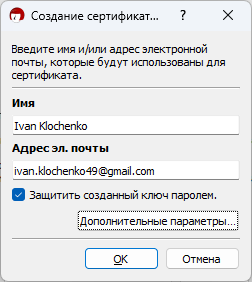 Создание сертификат...
Введите имя и/или адрес электронной
почты, которые будут использованы для
сертификата.
Имя
Ivan Klochenko
Адрес эл. почты
ivan.klochenko49@gmail.com
Защитить созданный ключ паролем.
Дополнительные параметры...
OK Отмена